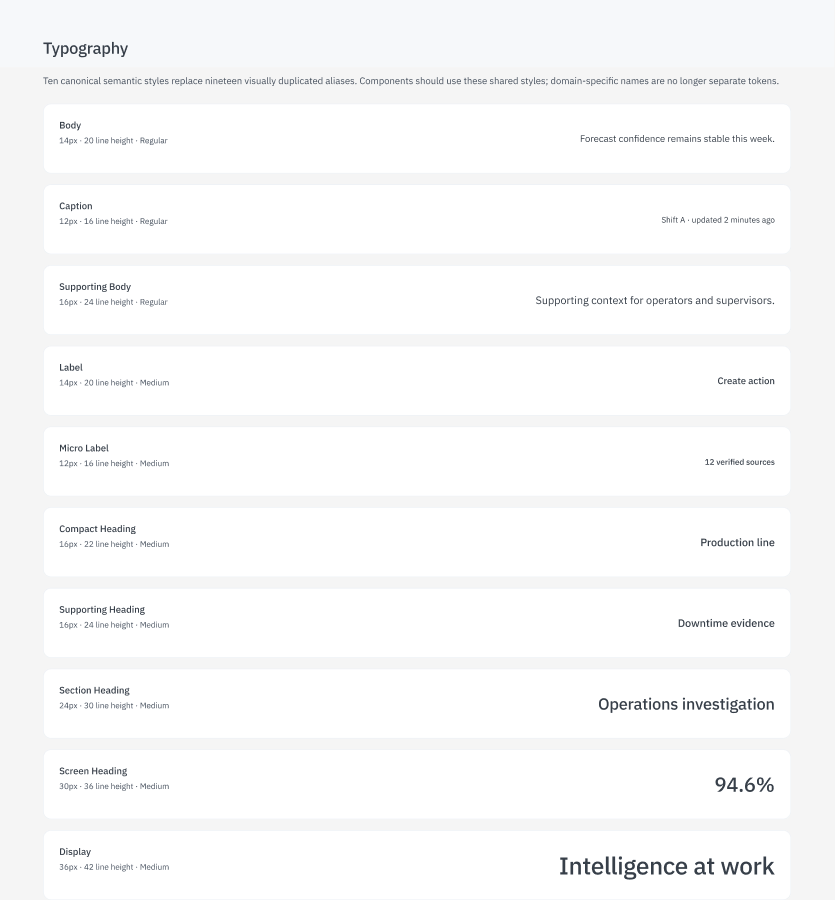 Typography
Ten canonical semantic styles replace nineteen visually duplicated aliases. Components should use these shared styles; domain-specific names are no longer separate tokens.
Body
14px · 20 line height · Regular
Forecast confidence remains stable this week.
Caption
12px · 16 line height · Regular
Shift A · updated 2 minutes ago
Supporting Body
16px · 24 line height · Regular
Supporting context for operators and supervisors.
Label
14px · 20 line height · Medium
Create action
Micro Label
12px · 16 line height · Medium
12 verified sources
Compact Heading
16px · 22 line height · Medium
Production line
Supporting Heading
16px · 24 line height · Medium
Downtime evidence
Section Heading
24px · 30 line height · Medium
Operations investigation
Screen Heading
30px · 36 line height · Medium
94.6%
Display
36px · 42 line height · Medium
Intelligence at work